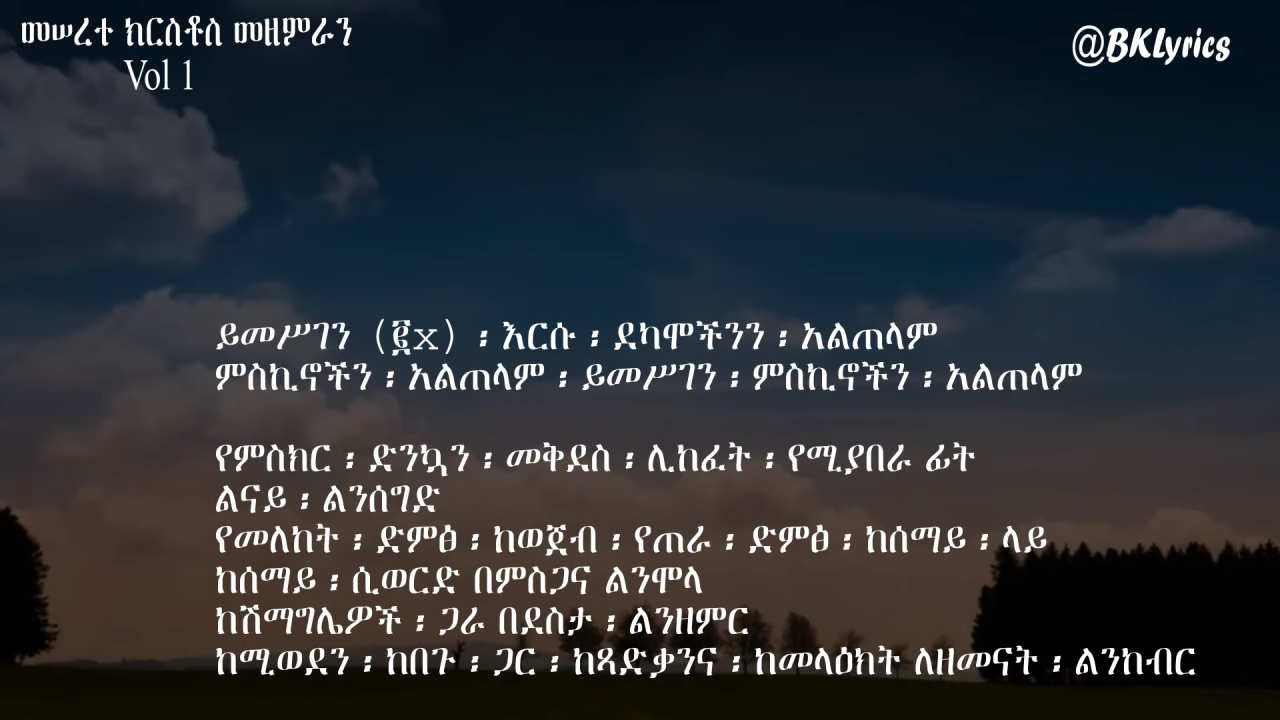 መሠረተ ክርስቶስ መዘምራን
Vol 1
@BKLyrics
ይመሥገን (፪x) ፡ እርሱ ፡ ደካሞችንን ፡ አልጠላም
ምስኪኖችን ፡ አልጠላም ፡ ይመሥገን ፡ ምስኪኖችን ፡ አልጠላም
የምስክር ፡ ድንኳን ፡ መቅደስ ፡ ሊከፈት ፡ የሚያበራ ፊት
ልናይ ፡ ልንሰግድ
የመለከት ፡ ድምፅ ፡ ከወጀብ ፡ የጠራ ፡ ድምፅ ፡ ከሰማይ ፡ ላይ
ከሰማይ ፡ ሲወርድ በምስጋና ልንሞላ
ከሽማግሌዎች ፡ ጋራ በደስታ ፡ ልንዘምር
ከሚወደን ፡ ከበጉ ፡ ጋር ፡ ከጻድቃንና ፡ ከመላዕክት ለዘመናት ፡ ልንከብር